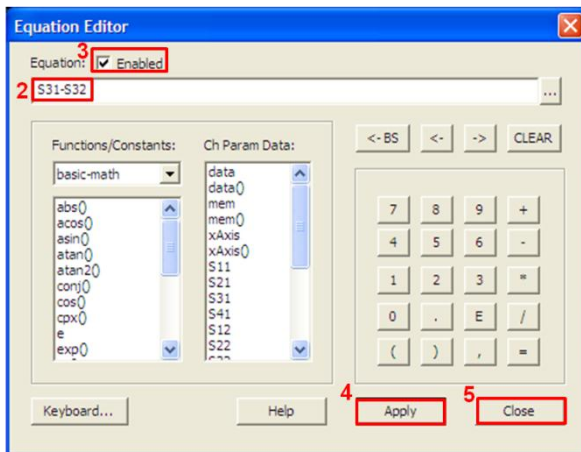 Equation Editor
3
Equation: Enabled
2 S31-S32 ...
Functions/Constants: Ch Param Data:
basic-math
abs()
acos()
asin()
atan()
atan2()
conj()
cos()
cpx()
e
exp()
data
data()
mem
mem()
xAxis
xAxis()
S11
S21
S31
S41
S12
S22
<- BS <- -> CLEAR
7 8 9 +
4 5 6 -
1 2 3 *
0 . E /
( ) , =
4 5
Keyboard... Help Apply Close